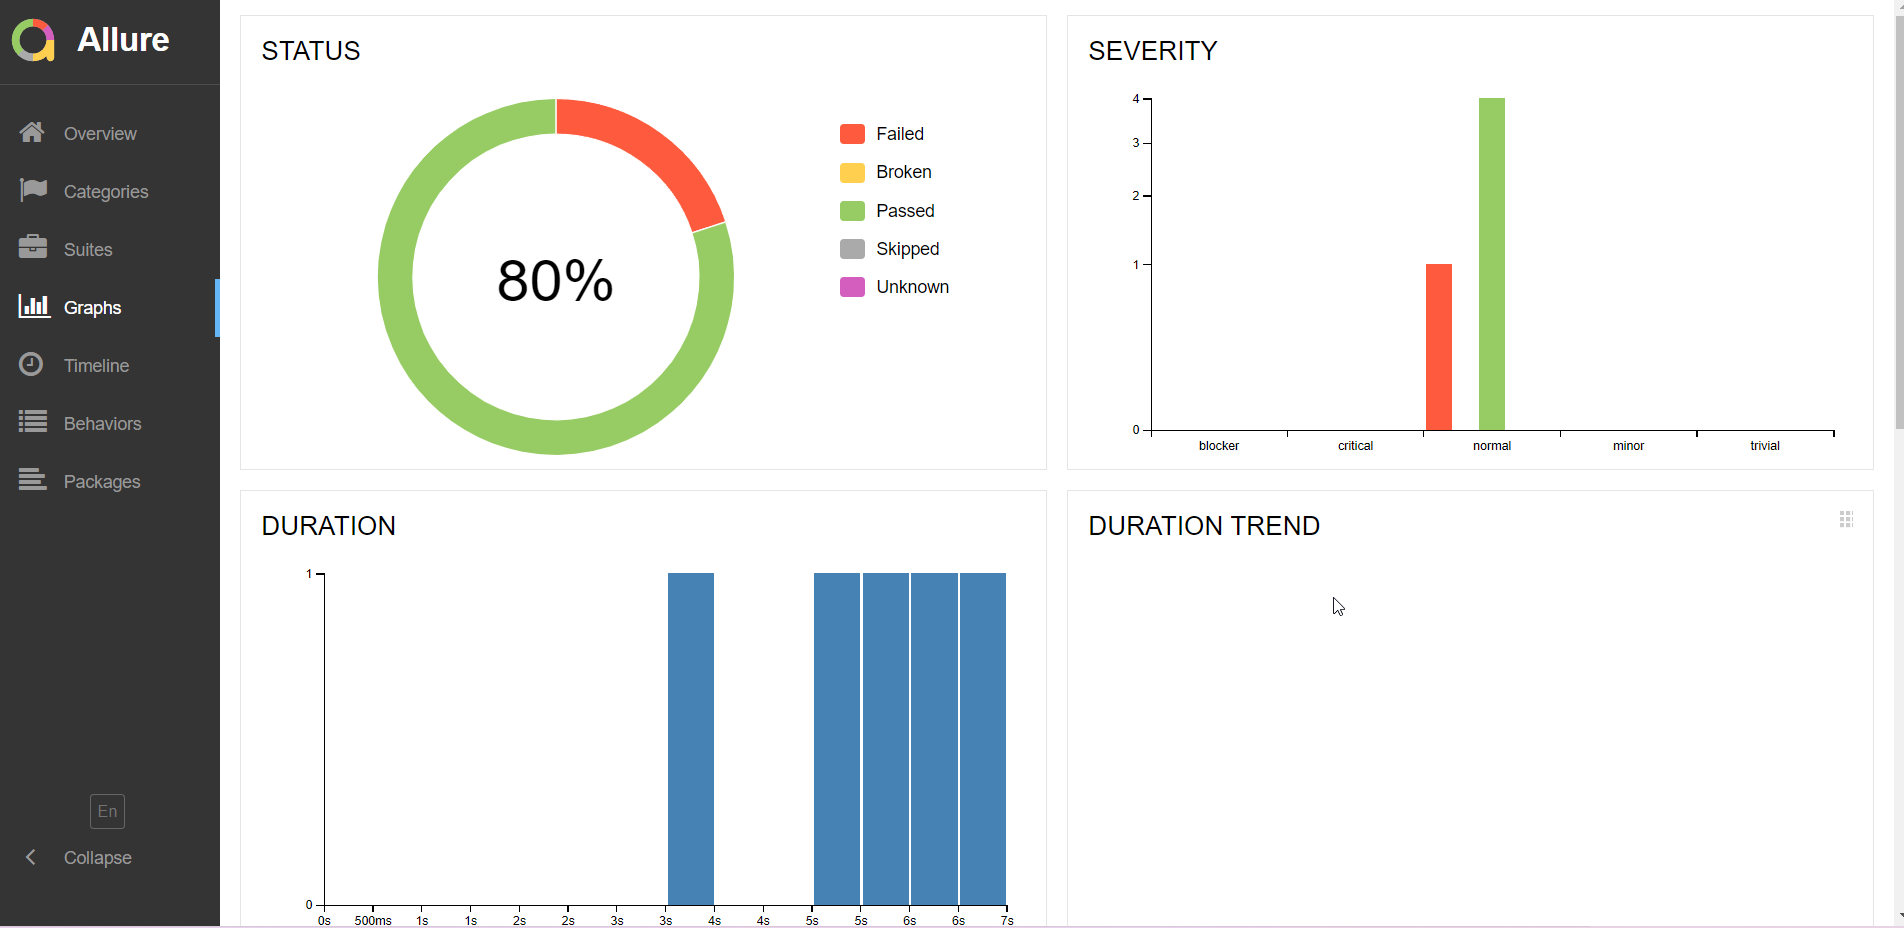 Allure
Overview
Categories
Suites
Graphs
Timeline
Behaviors
Packages
En
Collapse
STATUS
80%
Failed
Broken
Passed
Skipped
Unknown
SEVERITY
4
3
2
1
0
blocker critical normal minor trivial
DURATION
1
0
0s 500ms 1s 1s 2s 2s 3s 3s 4s 4s 5s 5s 6s 6s 7s
DURATION TREND